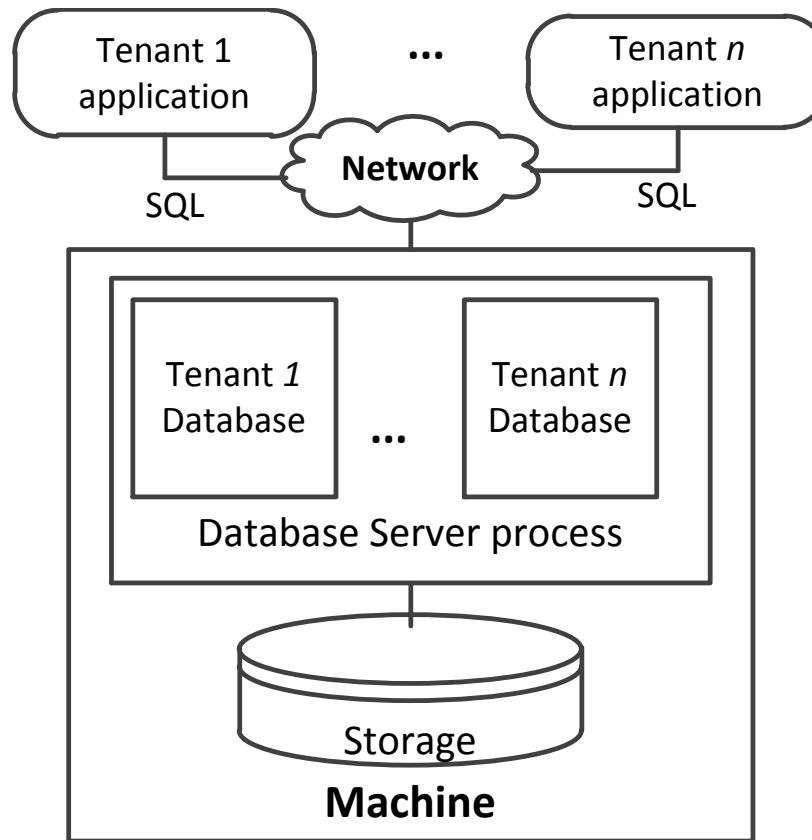 Tenant 1
application
...
Tenant n
application
Network
SQL
SQL
Tenant 1
Database
...
Tenant n
Database
Database Server process
Storage
Machine